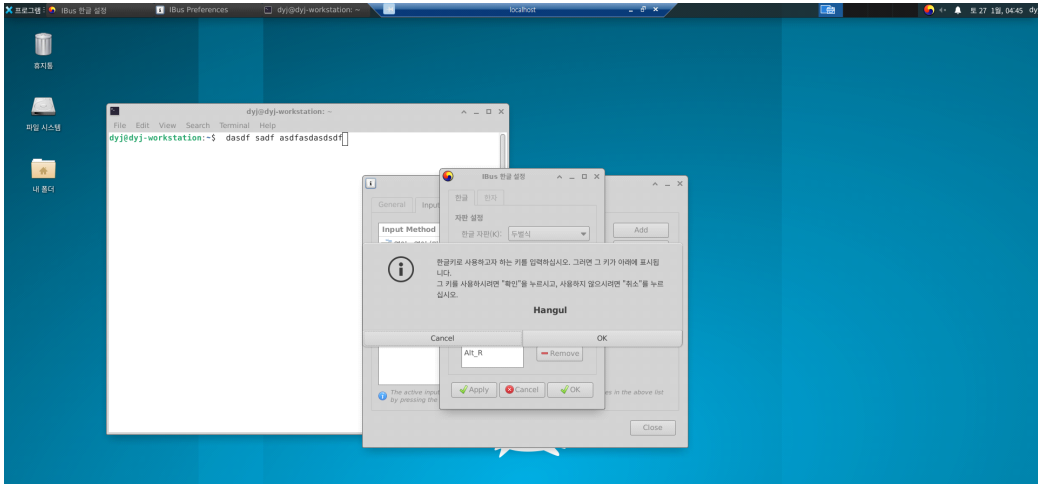 프로그램
IBus 한글 설정
IBus Preferences
dyj@dyj-workstation: ~
localhost
토 27 1월, 04:45
dy
휴지통
파일 시스템
내 폴더
dyj@dyj-workstation: ~
File Edit View Search Terminal Help
dyj@dyj-workstation:~$ dasdf sadf asdfasdasdsdf
IBus 한글 설정
General
Input
한글
한자
자판 설정
Input Method
한글 자판(K):
두벌식
Add
한글키로 사용하고자 하는 키를 입력하십시오. 그러면 그 키가 아래에 표시됩
니다.
그 키를 사용하시려면 "확인"을 누르시고, 사용하지 않으시려면 "취소"를 누르
십시오.
Hangul
Cancel
OK
Alt_R
Remove
Apply
Cancel
OK
The active input
es in the above list
by pressing the
Close